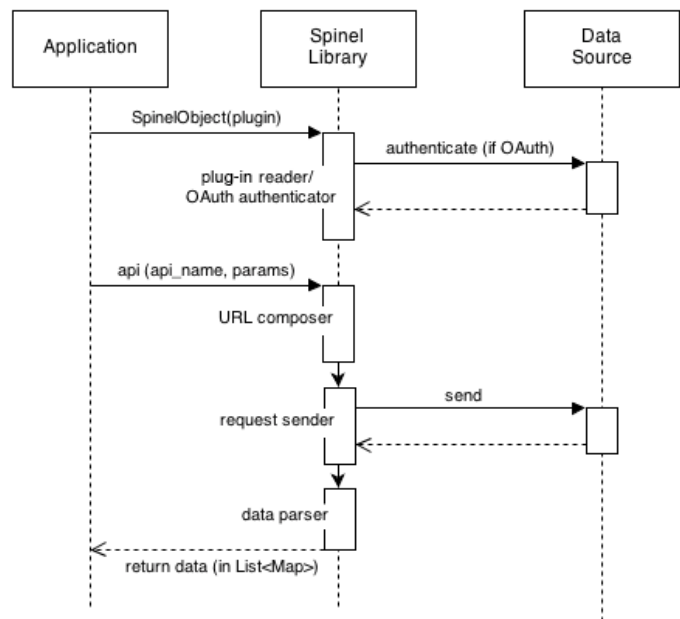 Application
Spinel
Library
Data
Source
SpinelObject(plugin)
authenticate (if OAuth)
plug-in reader/
OAuth authenticator
api (api_name, params)
URL composer
send
request sender
data parser
return data (in List<Map>)